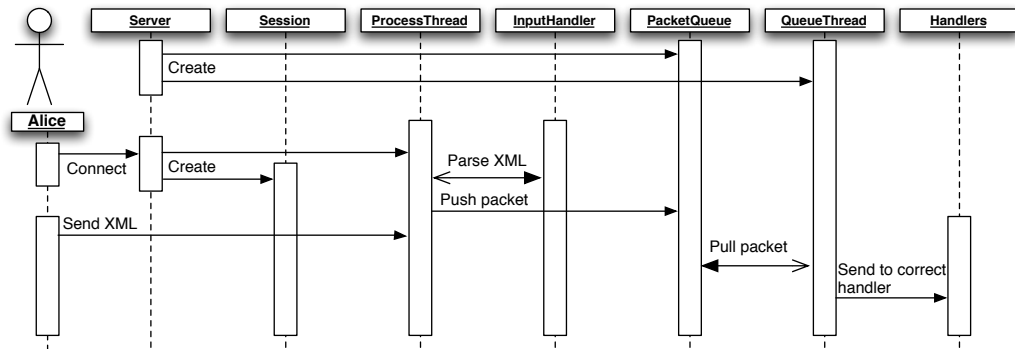 Server
Session
ProcessThread
InputHandler
PacketQueue
QueueThread
Handlers
Create
Alice
Connect
Create
Parse XML
Push packet
Send XML
Pull packet
Send to correct
handler